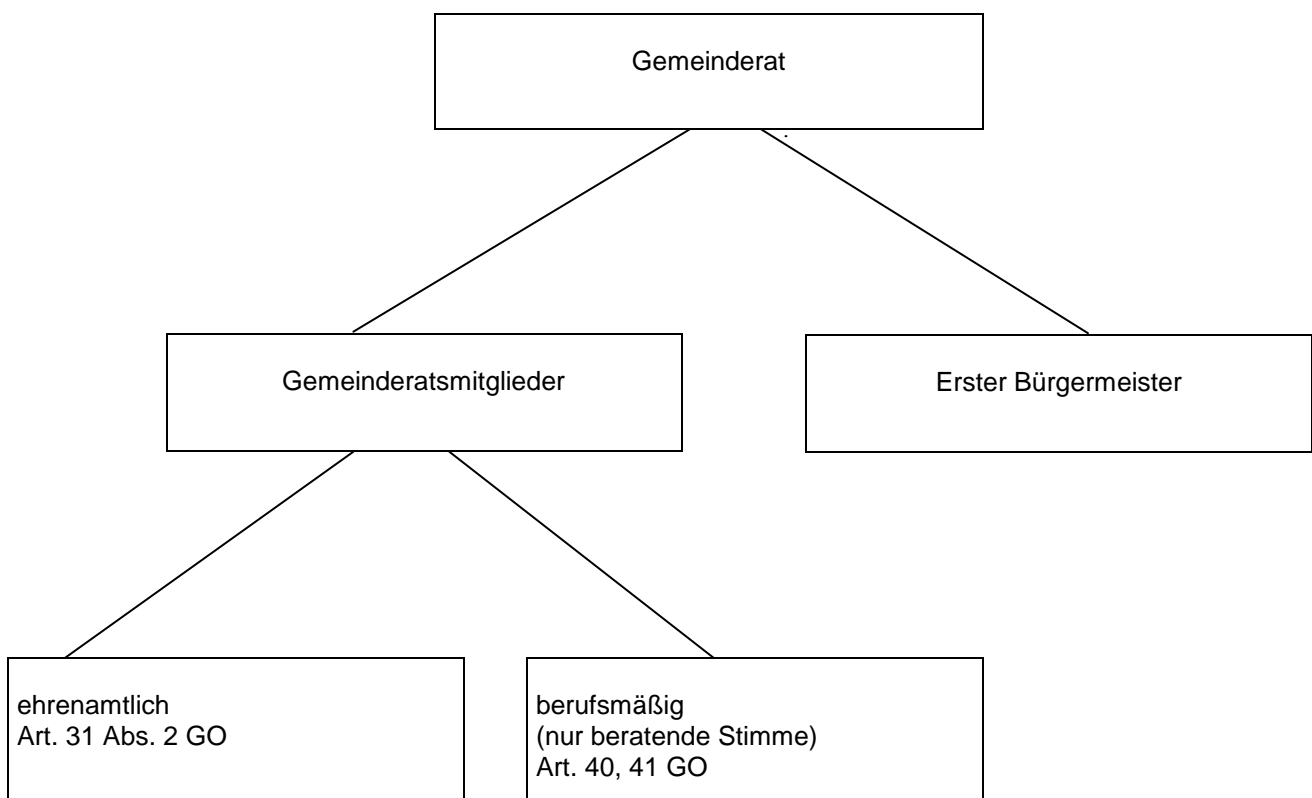 Gemeinderat
Gemeinderatsmitglieder
Erster Bürgermeister
ehrenamtlich
Art. 31 Abs. 2 GO
berufsmäßig
(nur beratende Stimme)
Art. 40, 41 GO